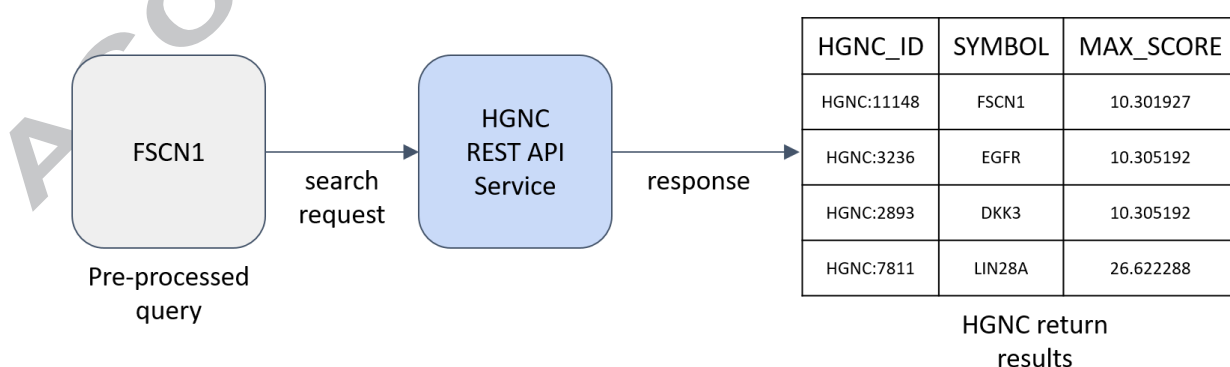 FSCN1
Pre-processed
query
search
request
HGNC
REST API
Service
response
HGNC_ID SYMBOL MAX_SCORE
HGNC:11148 FSCN1 10.301927
HGNC:3236 EGFR 10.305192
HGNC:2893 DKK3 10.305192
HGNC:7811 LIN28A 26.622288
HGNC return
results